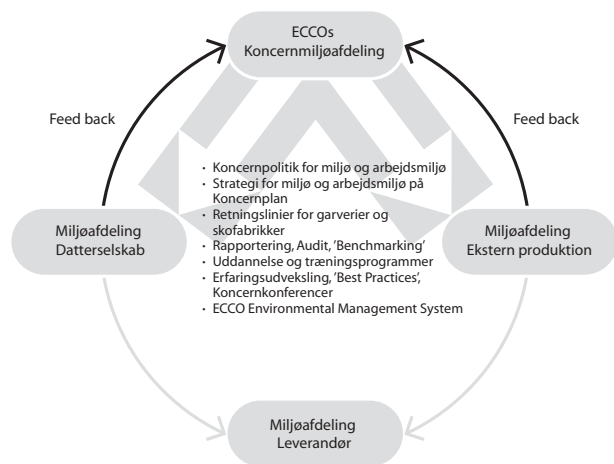 ECCOs
Koncernmiljøafdeling
Feed back
Feed back
· Koncernpolitik for miljø og arbejdsmiljø
· Strategi for miljø og arbejdsmiljø på
Koncernplan
· Retningslinier for garverier og
skofabrikker
· Rapportering, Audit, ’Benchmarking’
· Uddannelse og træningsprogrammer
· Erfaringsudveksling, ’Best Practices’,
Koncernkonferencer
· ECCO Environmental Management System
Miljøafdeling
Datterselskab
Miljøafdeling
Ekstern produktion
Miljøafdeling
Leverandør